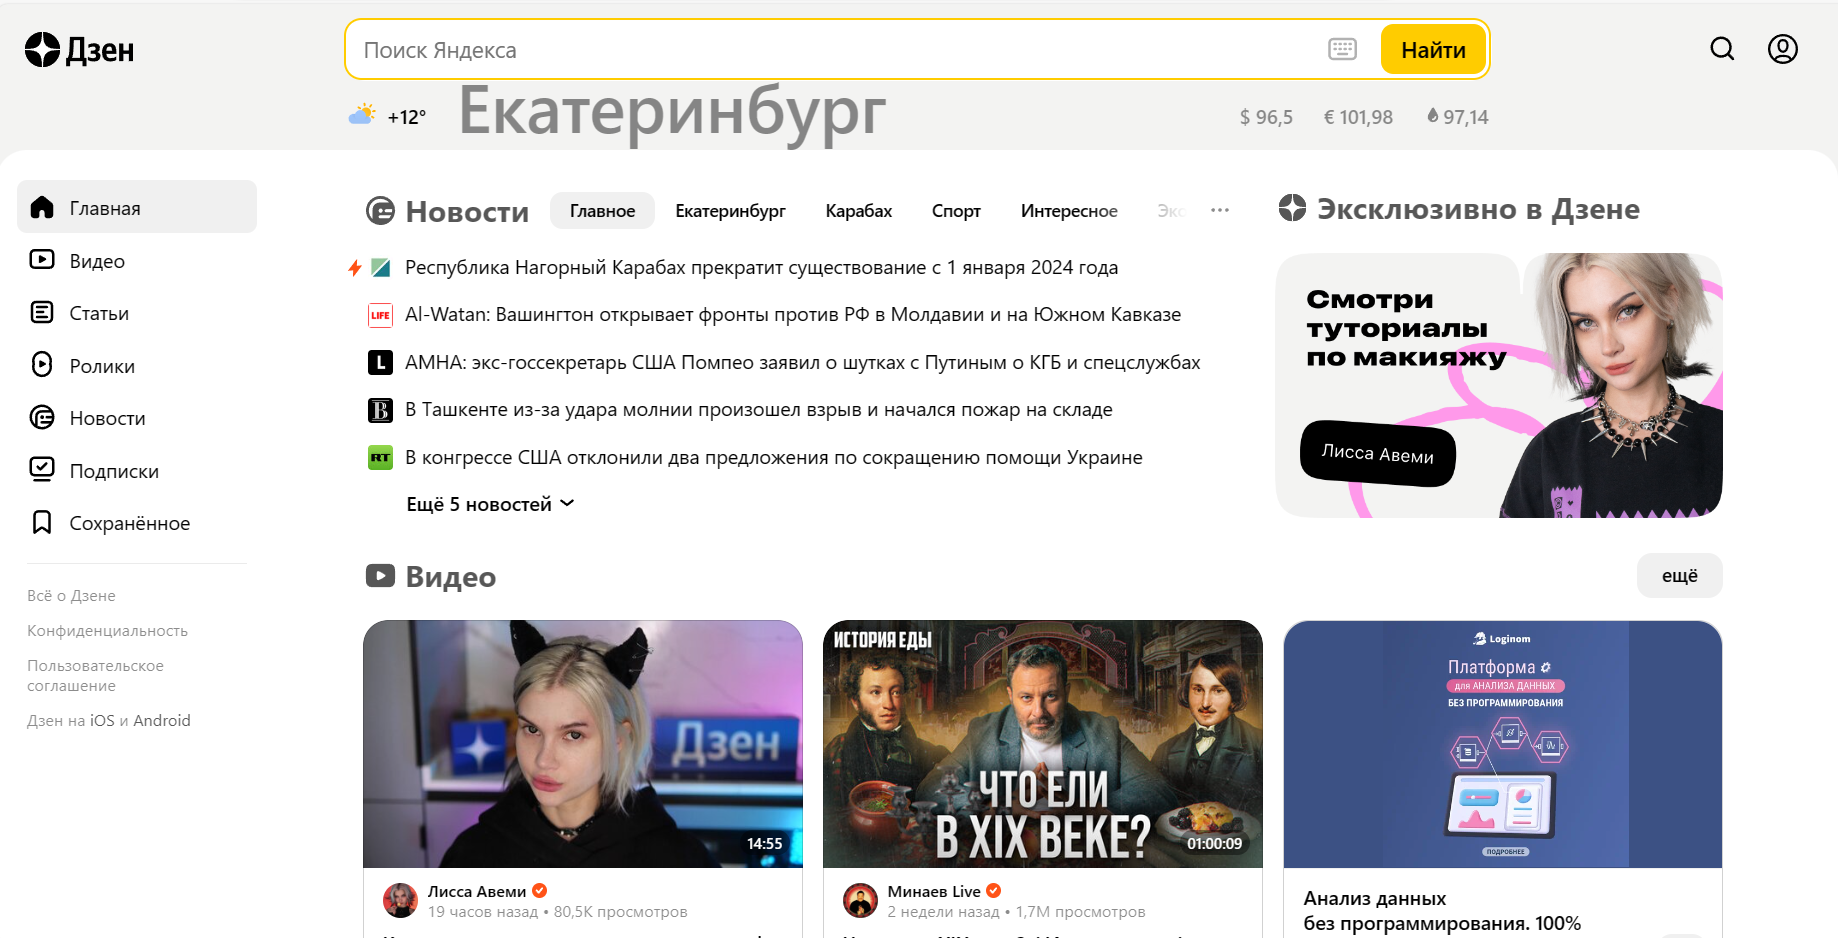 Дзен
Поиск Яндекса
Найти
+12°
Екатеринбург
$ 96,5
€ 101,98
97,14
Главная
Видео
Статьи
Ролики
Новости
Подписки
Сохранённое
Всё о Дзене
Конфиденциальность
Пользовательское
соглашение
Дзен на iOS и Android
Новости
Главное
Екатеринбург
Карабах
Спорт
Интересное
Республика Нагорный Карабах прекратит существование с 1 января 2024 года
LIFE
Al-Watan: Вашингтон открывает фронты против РФ в Молдавии и на Южном Кавказе
L
АМНА: экс-госсекретарь США Помпео заявил о шутках с Путиным о КГБ и спецслужбах
В
В Ташкенте из-за удара молнии произошел взрыв и начался пожар на складе
RT
В конгрессе США отклонили два предложения по сокращению помощи Украине
Ещё 5 новостей
Эксклюзивно в Дзене
Смотри
туториалы
по макияжу
Лисса Авеми
Видео
ещё
Дзен
14:55
Лисса Авеми
19 часов назад • 80,5K просмотров
ИСТОРИЯ ЕДЫ
ЧТО ЕЛИ
В XIX ВЕКЕ?
01:00:09
Минаев Live
2 недели назад • 1,7M просмотров
Loginom
Платформа
для АНАЛИЗА ДАННЫХ
БЕЗ ПРОГРАММИРОВАНИЯ
ПОДРОБНЕЕ
Анализ данных
без программирования. 100%